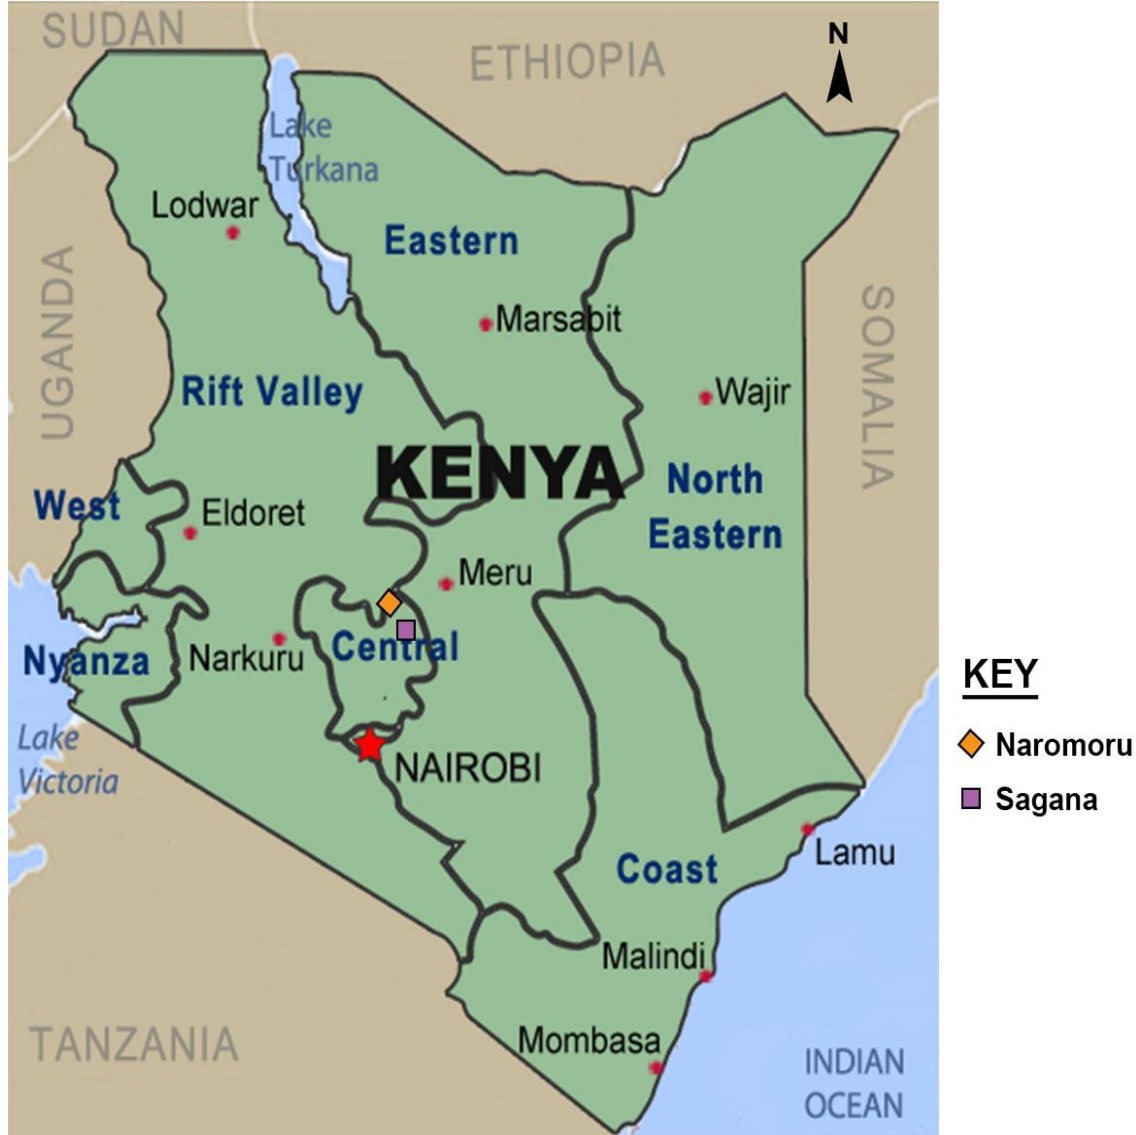 SUDAN
ETHIOPIA
N
Lake
Turkana
Lodwar
Eastern
UGANDA
SOMALIA
Marsabit
Rift Valley
Wajir
KENYA
North
Eastern
West
Eldoret
Meru
Central
Nyanza
Narkuru
KEY
Naromoru
Sagana
Lake
Victoria
NAIROBI
Lamu
Coast
Malindi
Mombasa
TANZANIA
INDIAN
OCEAN